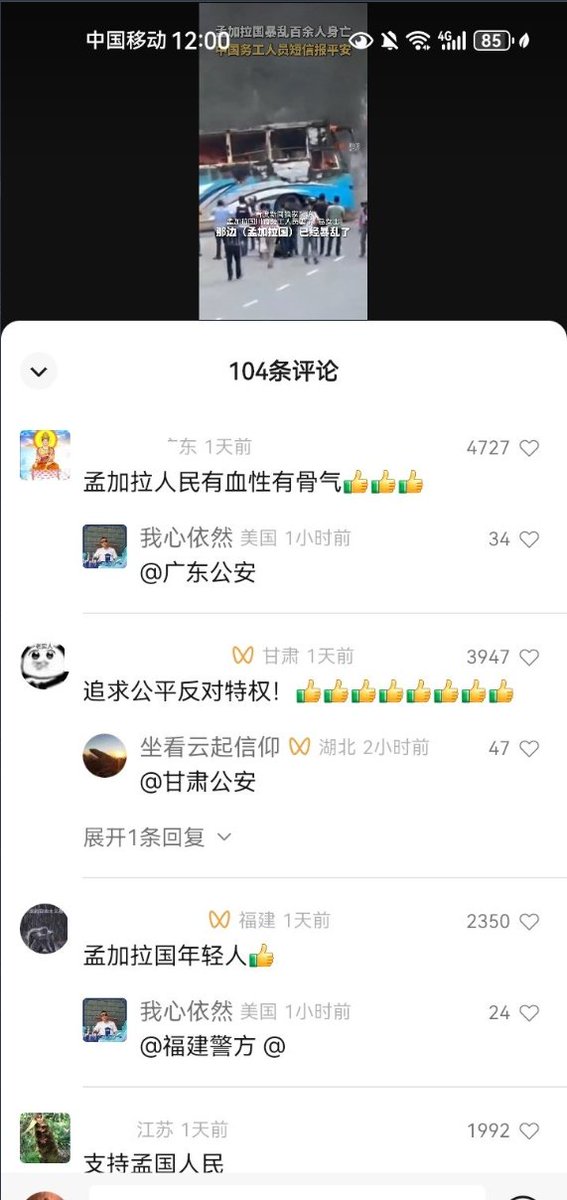 中国移动 12:00
4G
85
孟加拉国暴乱百余人身亡
中国务工人员短信报平安
那边（孟加拉国）已经暴乱了
104条评论
广东 1天前
4727
孟加拉人民有血性有骨气👍👍👍
我心依然 美国 1小时前
34
@广东公安
甘肃 1天前
3947
追求公平反对特权！👍👍👍👍👍👍👍👍
坐看云起信仰 湖北 2小时前
47
@甘肃公安
展开1条回复
福建 1天前
2350
孟加拉国年轻人👍
我心依然 美国 1小时前
24
@福建警方 @
江苏 1天前
1992
支持孟国人民